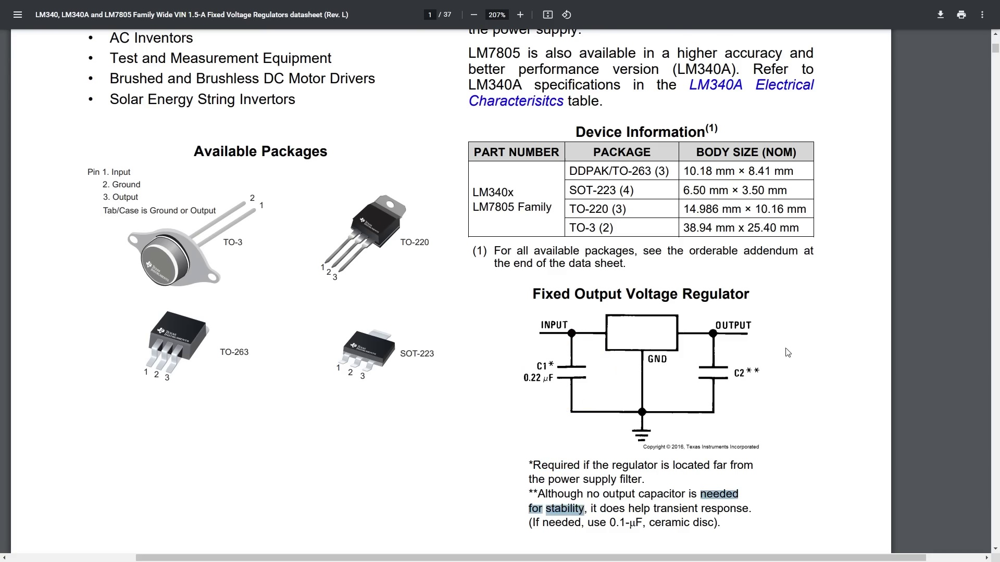 LM340, LM340A and LM7805 Family Wide VIN 1.5-A Fixed Voltage Regulators datasheet (Rev. L)
1 / 37
207%
• AC Inventors
• Test and Measurement Equipment
• Brushed and Brushless DC Motor Drivers
• Solar Energy String Invertors
Available Packages
Pin 1. Input
2. Ground
3. Output
Tab/Case is Ground or Output
2
1
TO-3
TEXAS
INSTRUMENTS
TO-220
TEXAS
INSTRUMENTS
1
2
3
TO-263
TEXAS
INSTRUMENTS
1
2
3
SOT-223
TEXAS
INSTRUMENTS
1
2
3
the power supply.
LM7805 is also available in a higher accuracy and
better performance version (LM340A). Refer to
LM340A specifications in the LM340A Electrical
Characterisitcs table.
Device Information(1)
PART NUMBER PACKAGE BODY SIZE (NOM)
LM340x
LM7805 Family
DDPAK/TO-263 (3) 10.18 mm × 8.41 mm
SOT-223 (4) 6.50 mm × 3.50 mm
TO-220 (3) 14.986 mm × 10.16 mm
TO-3 (2) 38.94 mm x 25.40 mm
(1) For all available packages, see the orderable addendum at
the end of the data sheet.
Fixed Output Voltage Regulator
INPUT
OUTPUT
GND
C1*
0.22 μF
C2**
Copyright © 2016, Texas Instruments Incorporated
*Required if the regulator is located far from
the power supply filter.
**Although no output capacitor is needed
for stability, it does help transient response.
(If needed, use 0.1-μF, ceramic disc).